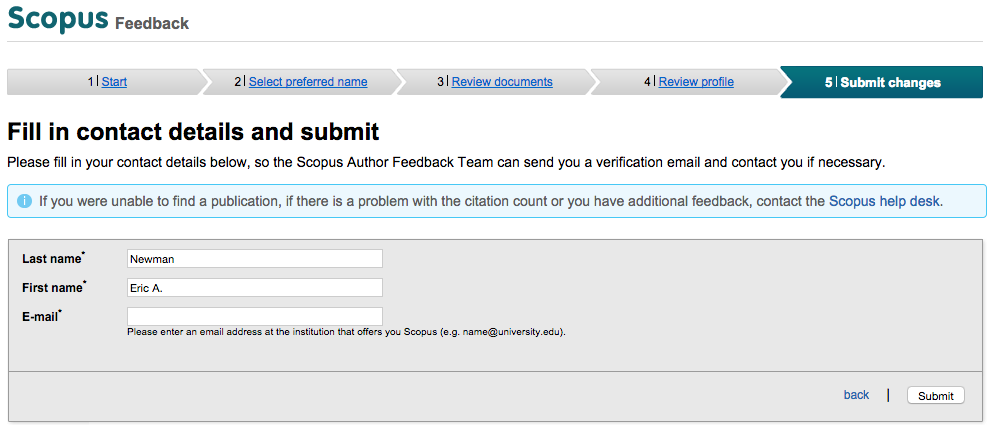 Scopus Feedback
1 | Start 2 | Select preferred name 3 | Review documents 4 | Review profile 5 | Submit changes
Fill in contact details and submit
Please fill in your contact details below, so the Scopus Author Feedback Team can send you a verification email and contact you if necessary.
i If you were unable to find a publication, if there is a problem with the citation count or you have additional feedback, contact the Scopus help desk.
Last name* Newman
First name* Eric A.
E-mail*
Please enter an email address at the institution that offers you Scopus (e.g. name@university.edu).
back | Submit